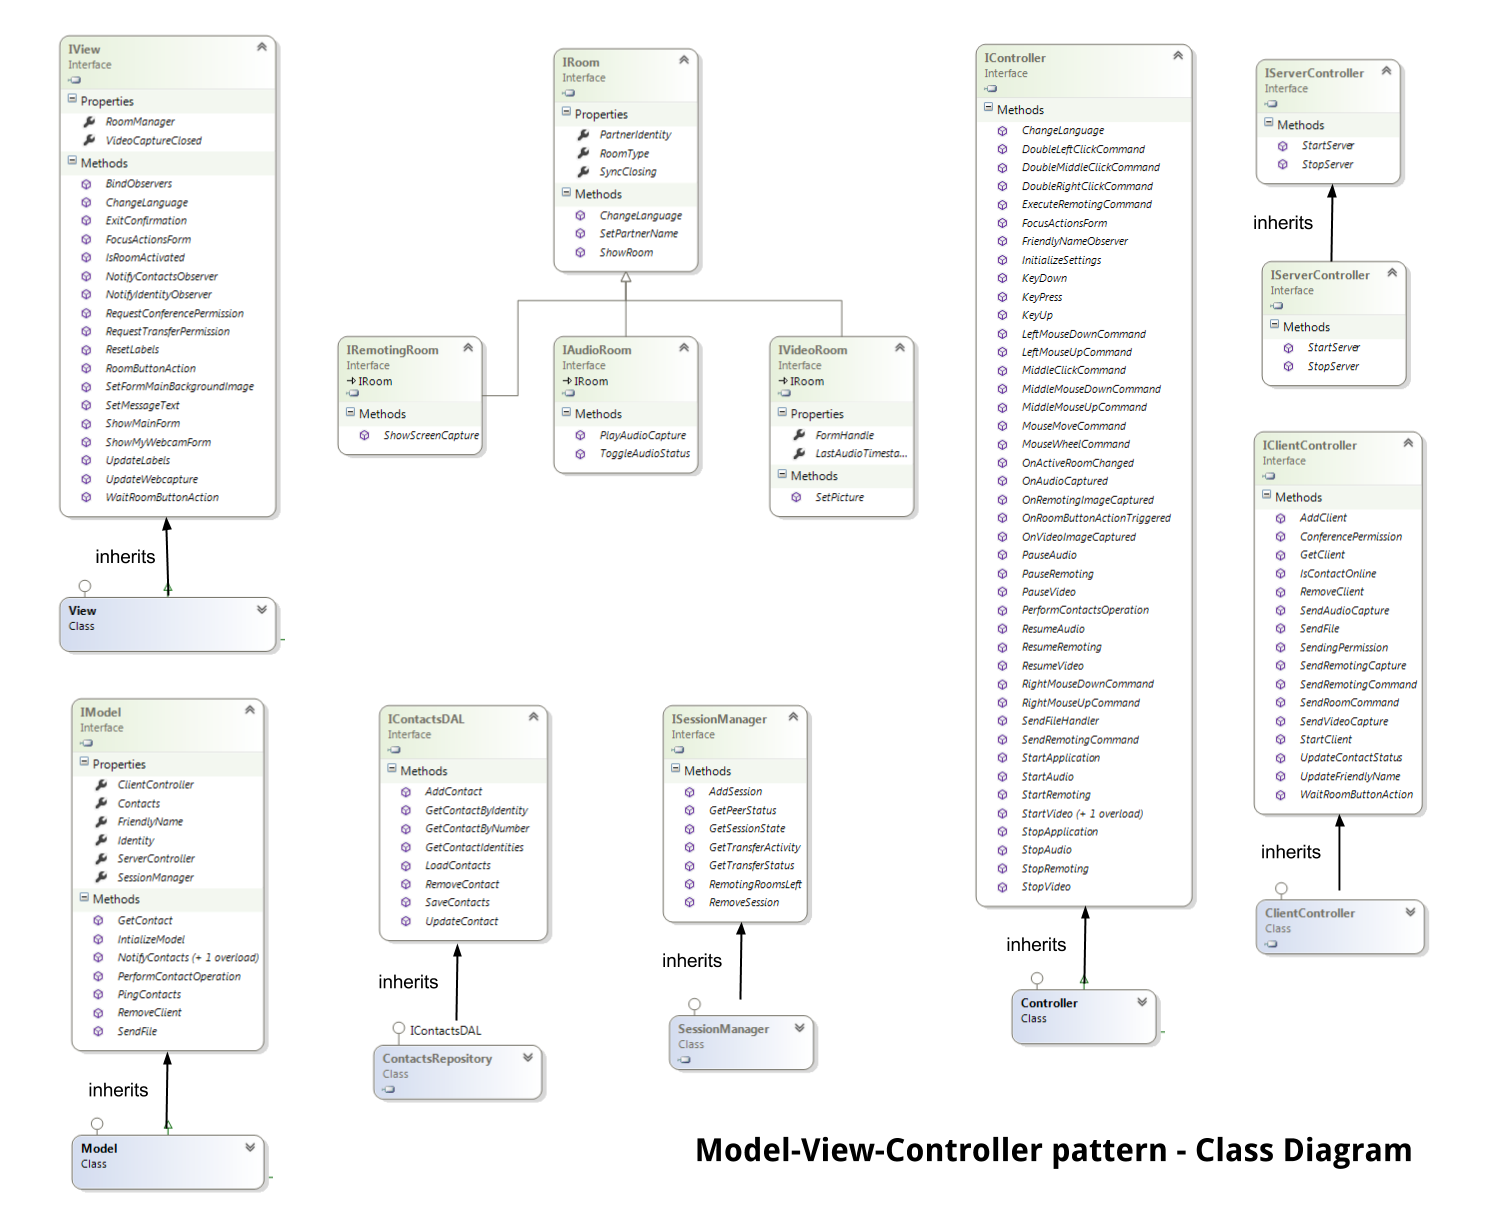 IView
Interface
Properties
RoomManager
VideoCaptureClosed
Methods
BindObservers
ChangeLanguage
ExitConfirmation
FocusActionsForm
IsRoomActivated
NotifyContactsObserver
NotifyIdentityObserver
RequestConferencePermission
RequestTransferPermission
ResetLabels
RoomButtonAction
SetFormMainBackgroundImage
SetMessageText
ShowMainForm
ShowMyWebcamForm
UpdateLabels
UpdateWebcapture
WaitRoomButtonAction
inherits
View
Class
IRoom
Interface
Properties
PartnerIdentity
RoomType
SyncClosing
Methods
ChangeLanguage
SetPartnerName
ShowRoom
IRemotingRoom
Interface
IRoom
Methods
ShowScreenCapture
IAudioRoom
Interface
IRoom
Methods
PlayAudioCapture
ToggleAudioStatus
IVideoRoom
Interface
IRoom
Properties
FormHandle
LastAudioTimesta...
Methods
SetPicture
IController
Interface
Methods
ChangeLanguage
DoubleLeftClickCommand
DoubleMiddleClickCommand
DoubleRightClickCommand
ExecuteRemotingCommand
FocusActionsForm
FriendlyNameObserver
InitializeSettings
KeyDown
KeyPress
KeyUp
LeftMouseDownCommand
LeftMouseUpCommand
MiddleClickCommand
MiddleMouseDownCommand
MiddleMouseUpCommand
MouseMoveCommand
MouseWheelCommand
OnActiveRoomChanged
OnAudioCaptured
OnRemotingImageCaptured
OnRoomButtonActionTriggered
OnVideoImageCaptured
PauseAudio
PauseRemoting
PauseVideo
PerformContactsOperation
ResumeAudio
ResumeRemoting
ResumeVideo
RightMouseDownCommand
RightMouseUpCommand
SendFileHandler
SendRemotingCommand
StartApplication
StartAudio
StartRemoting
StartVideo (+ 1 overload)
StopApplication
StopAudio
StopRemoting
StopVideo
inherits
Controller
Class
IServerController
Interface
Methods
StartServer
StopServer
inherits
IServerController
Interface
Methods
StartServer
StopServer
IClientController
Interface
Methods
AddClient
ConferencePermission
GetClient
IsContactOnline
RemoveClient
SendAudioCapture
SendFile
SendingPermission
SendRemotingCapture
SendRemotingCommand
SendRoomCommand
SendVideoCapture
StartClient
UpdateContactStatus
UpdateFriendlyName
WaitRoomButtonAction
inherits
ClientController
Class
IModel
Interface
Properties
ClientController
Contacts
FriendlyName
Identity
ServerController
SessionManager
Methods
GetContact
IntializeModel
NotifyContacts (+ 1 overload)
PerformContactOperation
PingContacts
RemoveClient
SendFile
inherits
Model
Class
IContactsDAL
Interface
Methods
AddContact
GetContactByIdentity
GetContactByNumber
GetContactIdentities
LoadContacts
RemoveContact
SaveContacts
UpdateContact
inherits
IContactsDAL
ContactsRepository
Class
ISessionManager
Interface
Methods
AddSession
GetPeerStatus
GetSessionState
GetTransferActivity
GetTransferStatus
RemotingRoomsLeft
RemoveSession
inherits
SessionManager
Class
Model-View-Controller pattern - Class Diagram